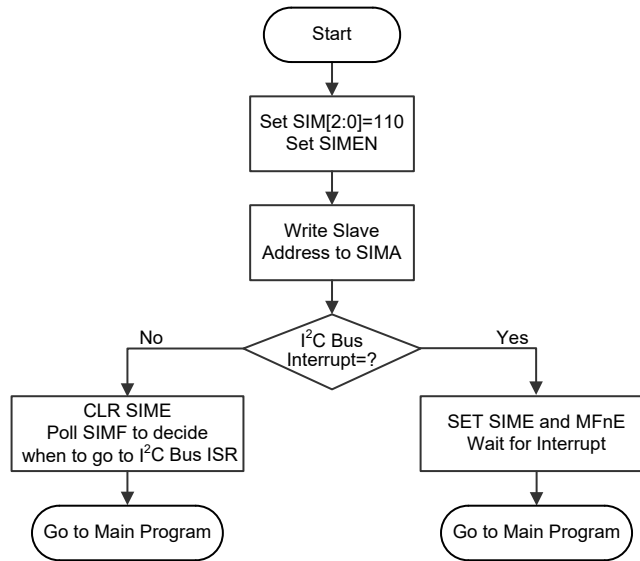 Start
Set SIM[2:0]=110
Set SIMEN
Write Slave
Address to SIMA
I²C Bus
Interrupt=?
No
Yes
CLR SIME
Poll SIMF to decide
when to go to I²C Bus ISR
SET SIME and MFnE
Wait for Interrupt
Go to Main Program
Go to Main Program